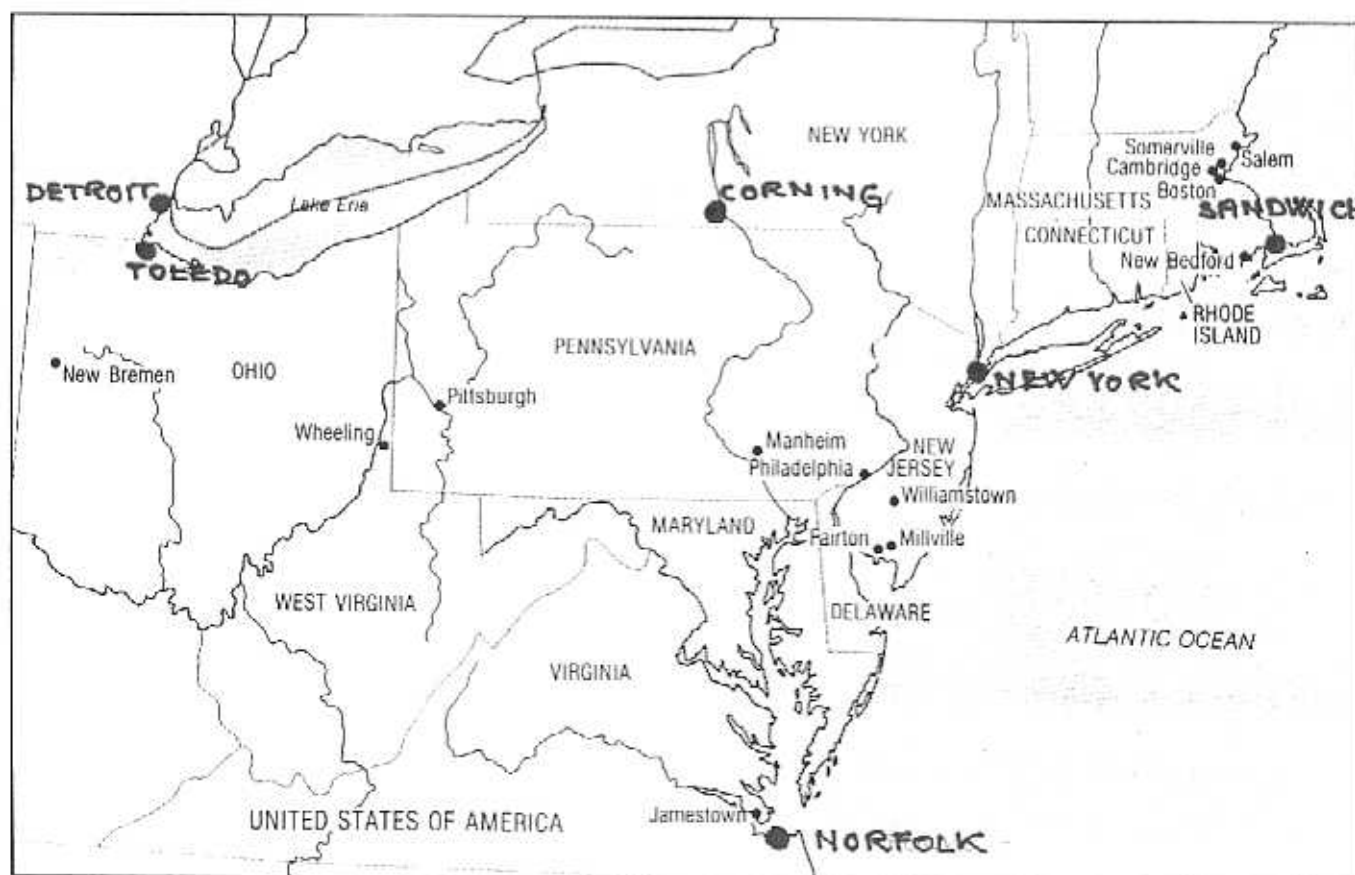 NEW YORK
Somerville
Cambridge
Boston
Salem
DETROIT
Lake Erie
CORNING
MASSACHUSETTS
SANDWICH
CONNECTICUT
New Bedford
TOLEDO
RHODE
ISLAND
New Bremen
OHIO
PENNSYLVANIA
NEW YORK
Pittsburgh
Wheeling
Manheim
Philadelphia
NEW
JERSEY
Williamstown
MARYLAND
Fairton
Millville
WEST VIRGINIA
DELAWARE
ATLANTIC OCEAN
VIRGINIA
UNITED STATES OF AMERICA
Jamestown
NORFOLK